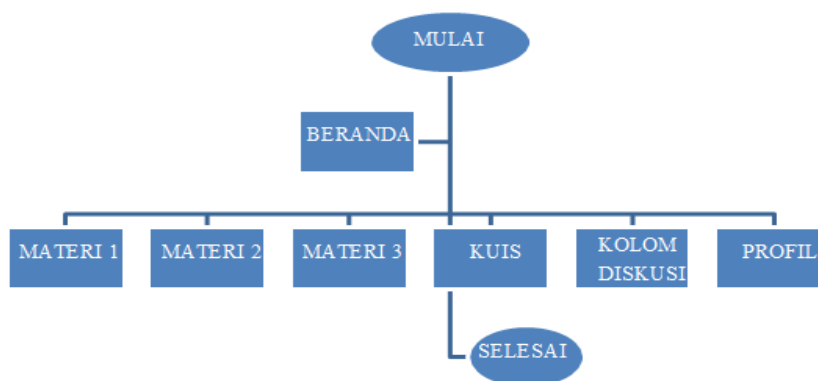 MULAI
BERANDA
MATERI 1
MATERI 2
MATERI 3
KUIS
KOLOM
DISKUSI
PROFIL
SELESAI